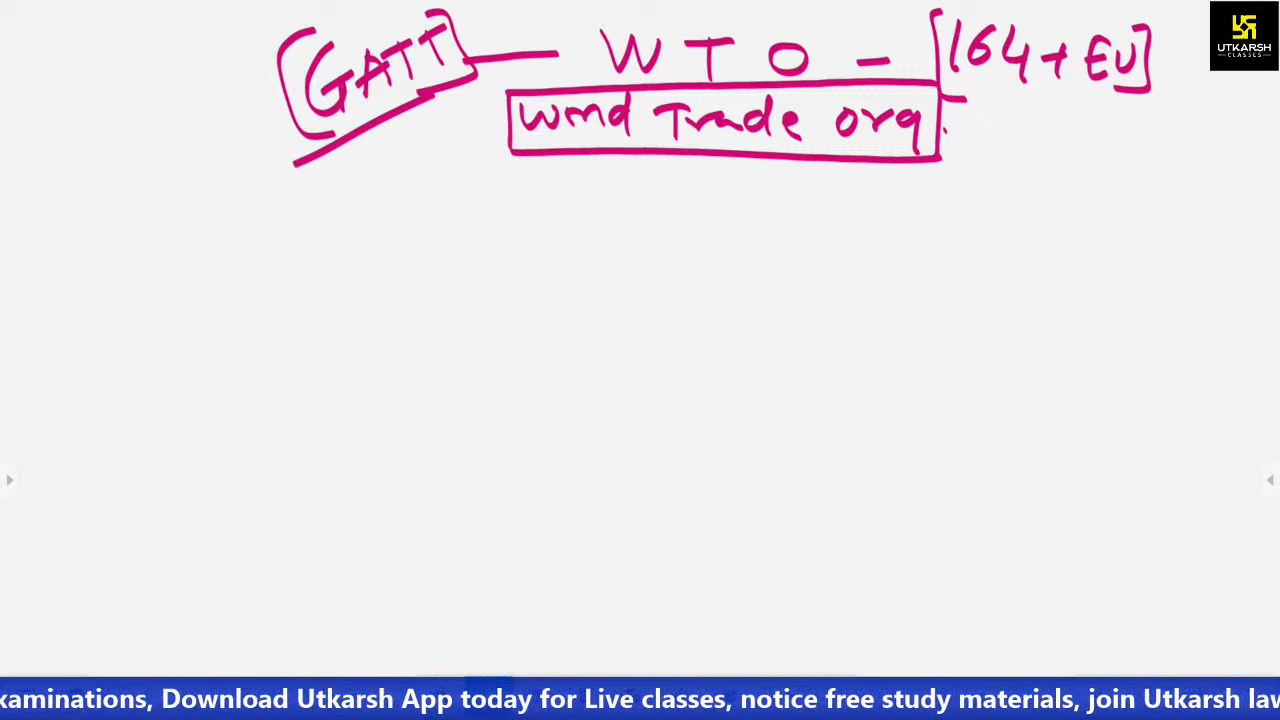 [GATT] — WTO - [164 + EU]
World Trade org.
UTKARSH
CLASSES
xaminations, Download Utkarsh App today for Live classes, notice free study materials, join Utkarsh law